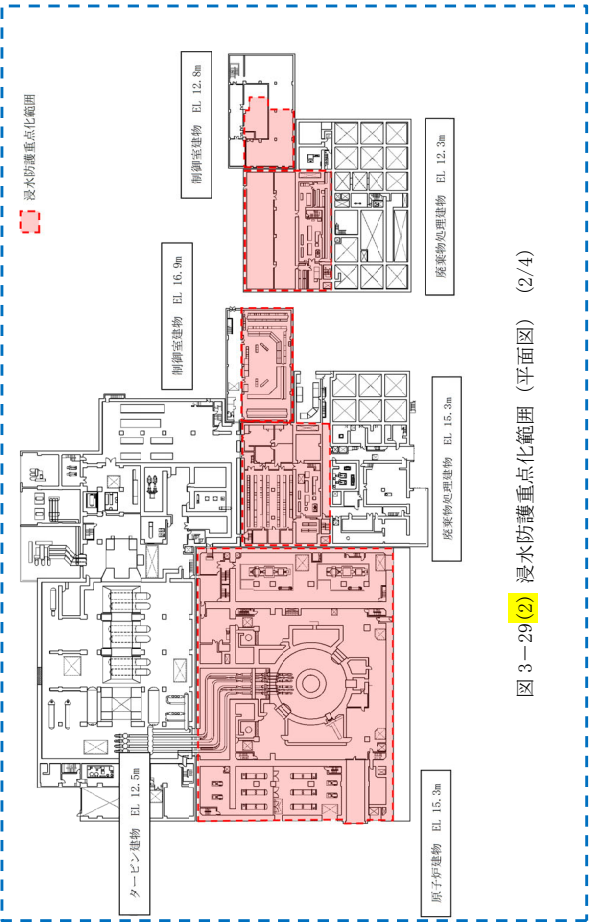 浸水防護重点化範囲
制御室建物 EL 12.8m
廃棄物処理建物 EL 12.3m
制御室建物 EL 16.9m
廃棄物処理建物 EL 15.3m
タービン建物 EL 12.5m
原子炉建物 EL 15.3m
図 3－29(2) 浸水防護重点化範囲（平面図） (2/4)